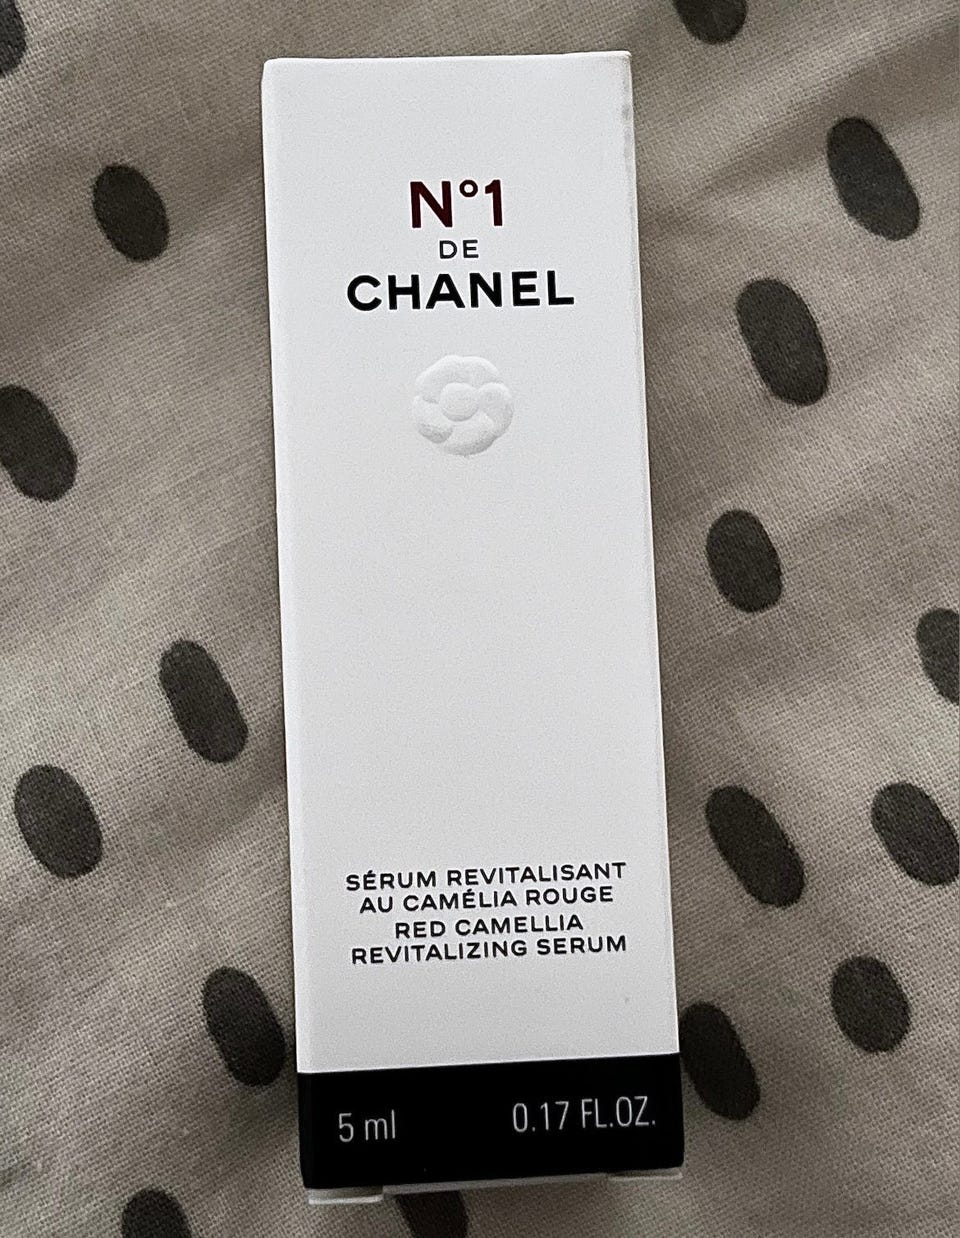 N°1
DE
CHANEL
SÉRUM REVITALISANT
AU CAMÉLIA ROUGE
RED CAMELLIA
REVITALIZING SERUM
5 ml 0.17 FL.OZ.